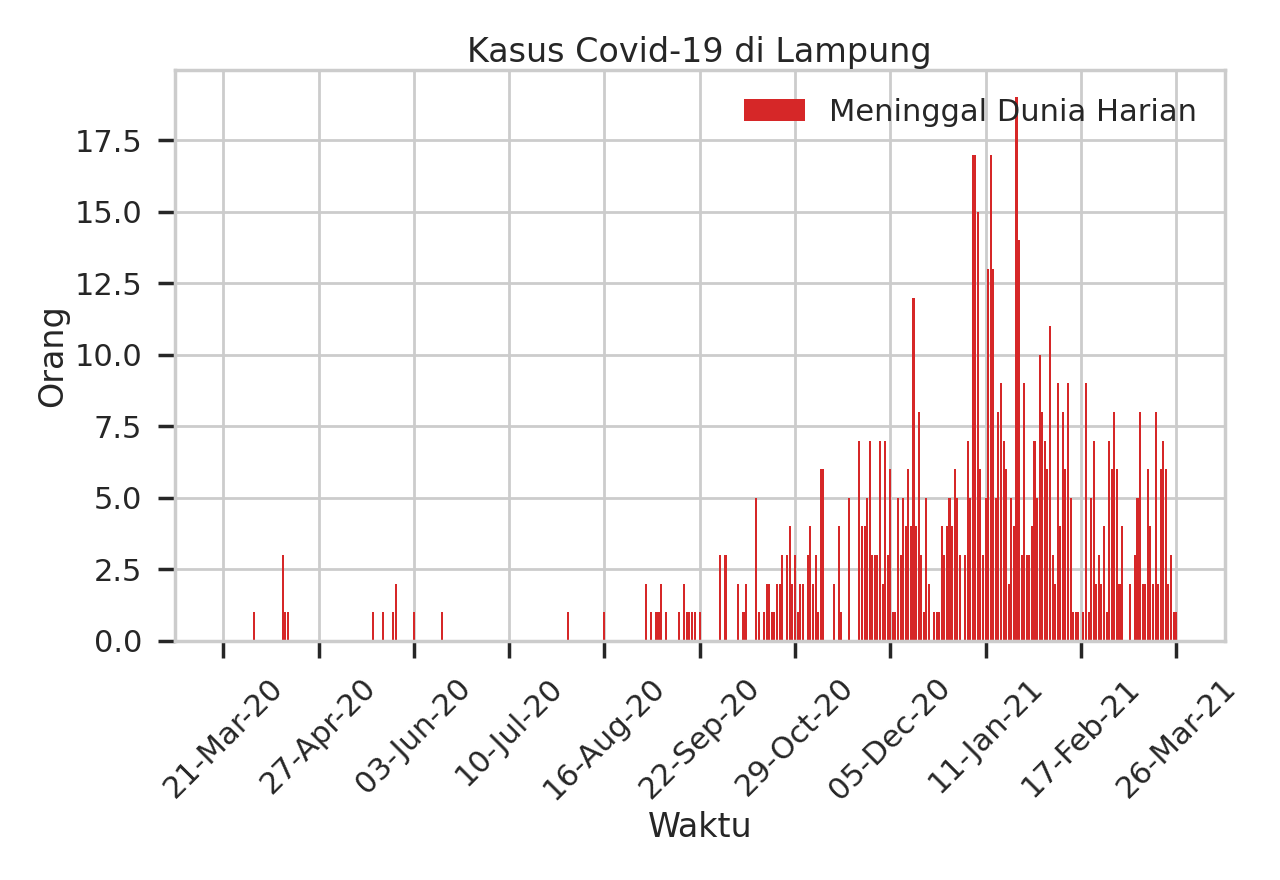 Kasus Covid-19 di Lampung
Meninggal Dunia Harian
17.5
15.0
12.5
10.0
7.5
5.0
2.5
0.0
Orang
21-Mar-20
27-Apr-20
03-Jun-20
10-Jul-20
16-Aug-20
22-Sep-20
29-Oct-20
05-Dec-20
11-Jan-21
17-Feb-21
26-Mar-21
Waktu